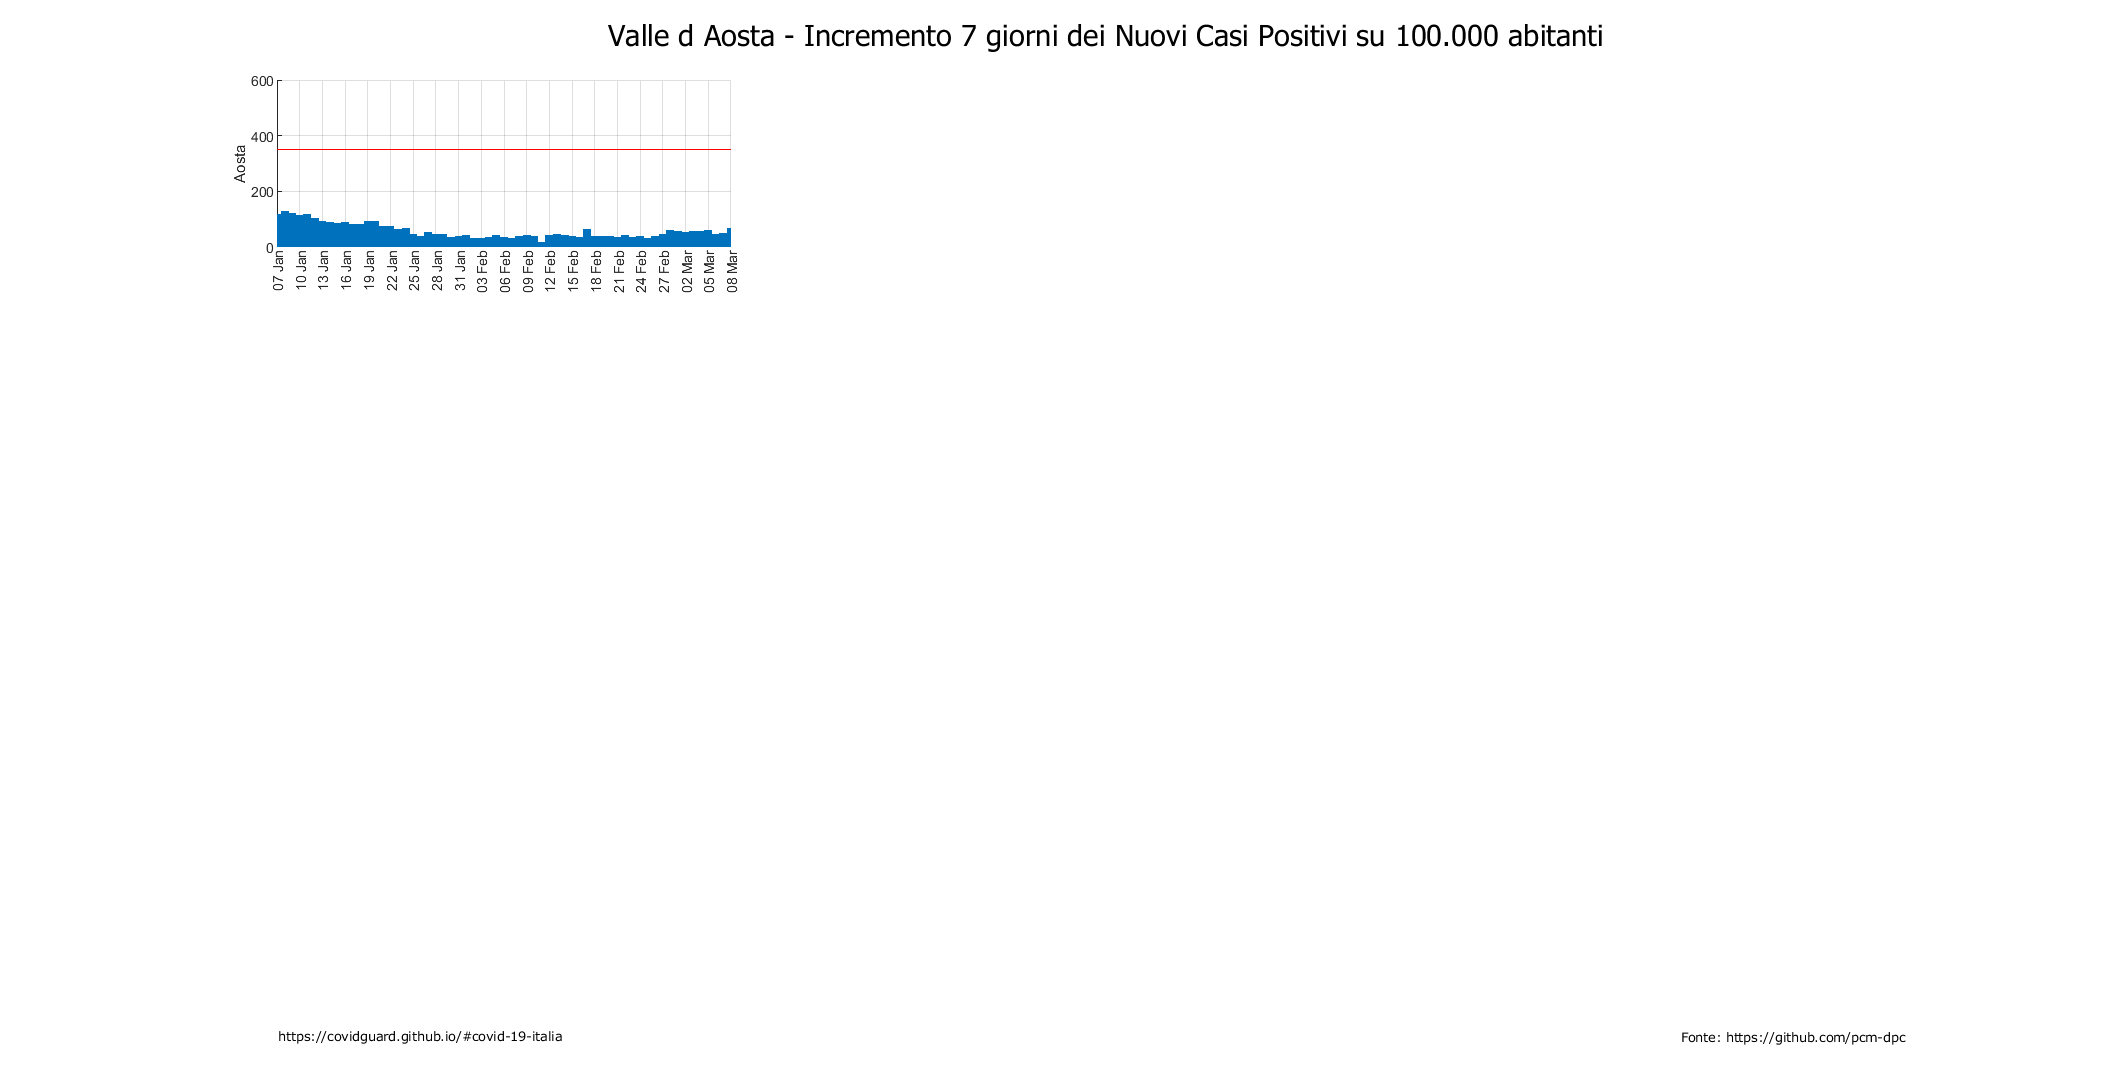 Valle d Aosta - Incremento 7 giorni dei Nuovi Casi Positivi su 100.000 abitanti
600
400
200
0
Aosta
07 Jan
10 Jan
13 Jan
16 Jan
19 Jan
22 Jan
25 Jan
28 Jan
31 Jan
03 Feb
06 Feb
09 Feb
12 Feb
15 Feb
18 Feb
21 Feb
24 Feb
27 Feb
02 Mar
05 Mar
08 Mar
https://covidguard.github.io/#covid-19-italia
Fonte: https://github.com/pcm-dpc